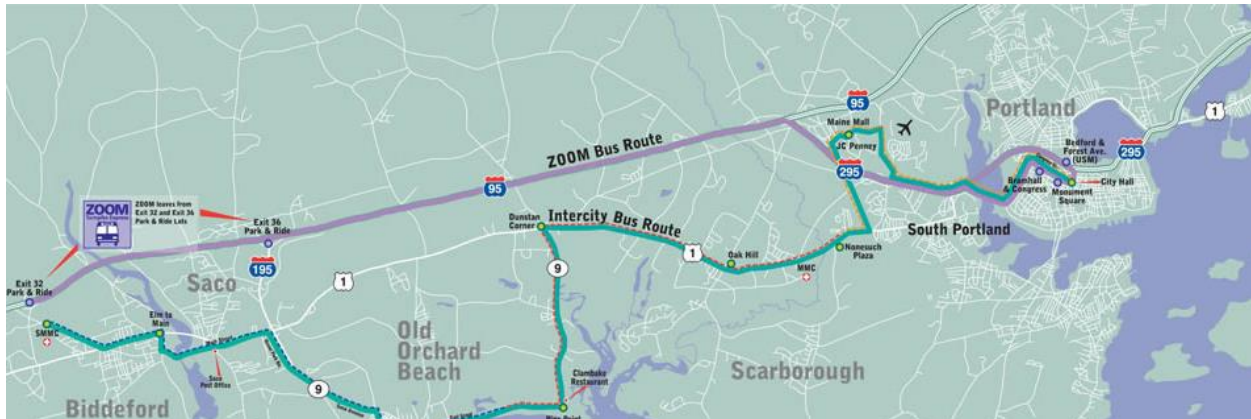 95
Portland
1
Maine Mall
JC Penney
295
Bedford &
Forest Ave.
(USM)
295
ZOOM Bus Route
95
Bramhall
& Congress
Monument
Square
City Hall
ZOOM
ZOOM leaves from
Exit 32 and Exit 36
Park & Ride Lots
Exit 36
Park & Ride
Dunstan
Corner
Intercity Bus Route
South Portland
1
Oak Hill
Nonesuch
Plaza
MMC
195
9
Saco
1
Exit 32
Park & Ride
SMMC
Elm to
Main
Saco
Post Office
Old
Orchard
Beach
9
Clambake
Restaurant
Scarborough
Biddeford